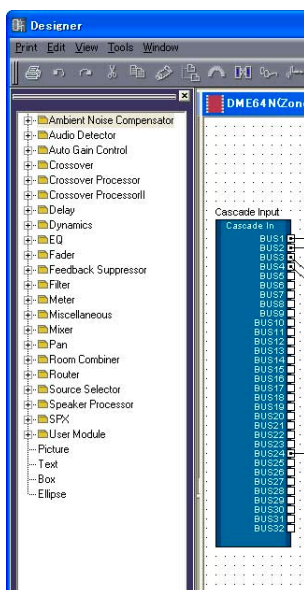 Designer
Print Edit View Tools Window
DME64N(Zon
Ambient Noise Compensator
Audio Detector
Auto Gain Control
Crossover
Crossover Processor
Crossover ProcessorII
Delay
Dynamics
EQ
Fader
Feedback Suppressor
Filter
Meter
Miscellaneous
Mixer
Pan
Room Combiner
Router
Source Selector
Speaker Processor
SPX
User Module
Picture
Text
Box
Ellipse
Cascade Input
Cascade In
BUS1
BUS2
BUS3
BUS4
BUS5
BUS6
BUS7
BUS8
BUS9
BUS10
BUS11
BUS12
BUS13
BUS14
BUS15
BUS16
BUS17
BUS18
BUS19
BUS20
BUS21
BUS22
BUS23
BUS24
BUS25
BUS26
BUS27
BUS28
BUS29
BUS30
BUS31
BUS32